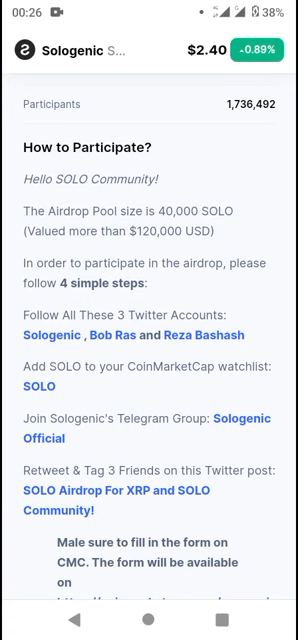 00:26
38%
Sologenic S...
$2.40
0.89%
Participants
1,736,492
How to Participate?
Hello SOLO Community!
The Airdrop Pool size is 40,000 SOLO
(Valued more than $120,000 USD)
In order to participate in the airdrop, please
follow 4 simple steps:
Follow All These 3 Twitter Accounts:
Sologenic , Bob Ras and Reza Bashash
Add SOLO to your CoinMarketCap watchlist:
SOLO
Join Sologenic's Telegram Group: Sologenic
Official
Retweet & Tag 3 Friends on this Twitter post:
SOLO Airdrop For XRP and SOLO
Community!
Male sure to fill in the form on
CMC. The form will be available
on